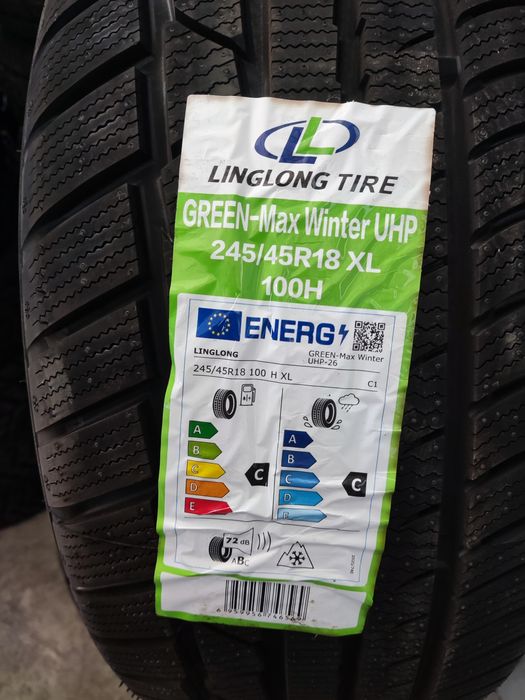 LINGLONG TIRE
GREEN-Max Winter UHP
245/45R18 XL
100H
ENERG
LINGLONG
GREEN-Max Winter
UHP-26
245/45R18 100 H XL
C1
A
B
C
D
E
C
A
B
C
D
E
C
72 dB
ABC